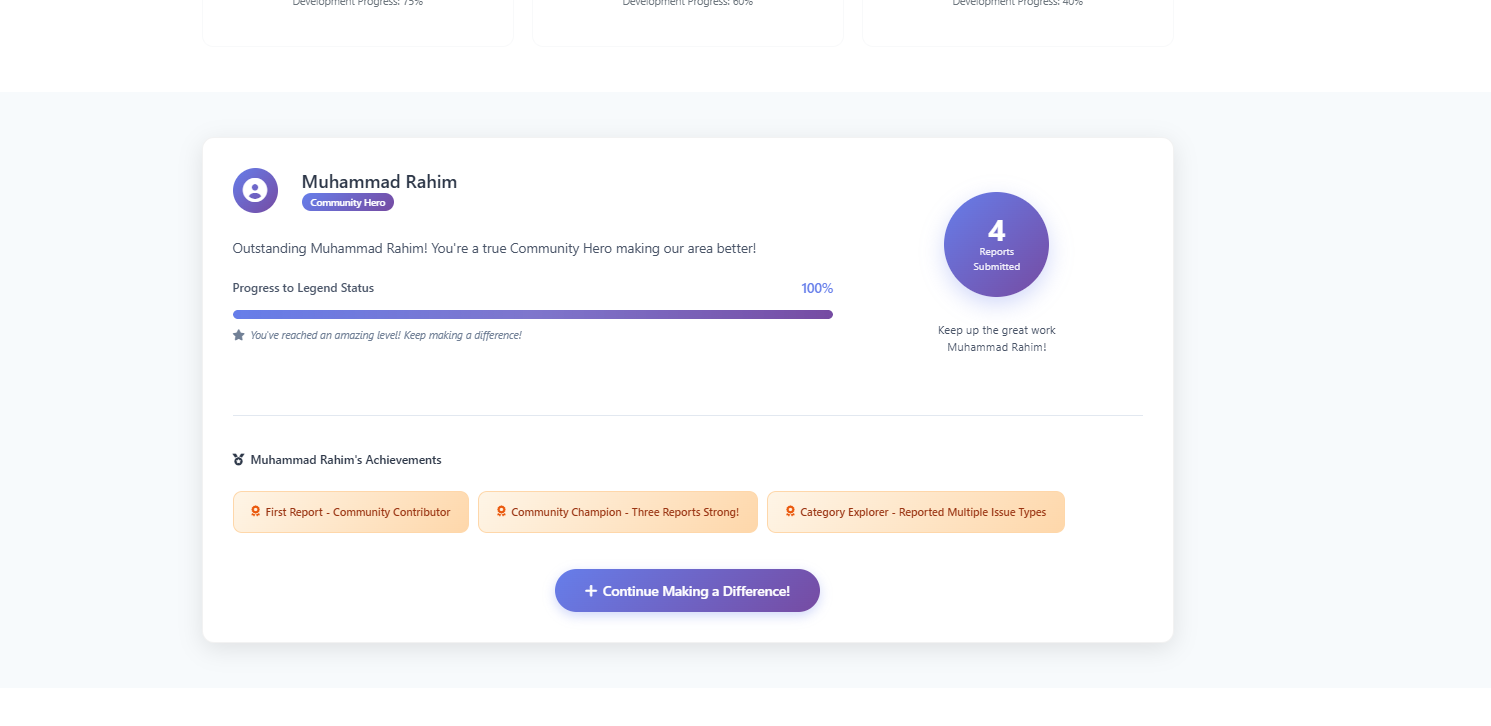 Development Progress: 75%
Development Progress: 60%
Development Progress: 40%
Muhammad Rahim
Community Hero
Outstanding Muhammad Rahim! You're a true Community Hero making our area better!
Progress to Legend Status
100%
You've reached an amazing level! Keep making a difference!
4
Reports
Submitted
Keep up the great work
Muhammad Rahim!
Muhammad Rahim's Achievements
First Report - Community Contributor
Community Champion - Three Reports Strong!
Category Explorer - Reported Multiple Issue Types
Continue Making a Difference!